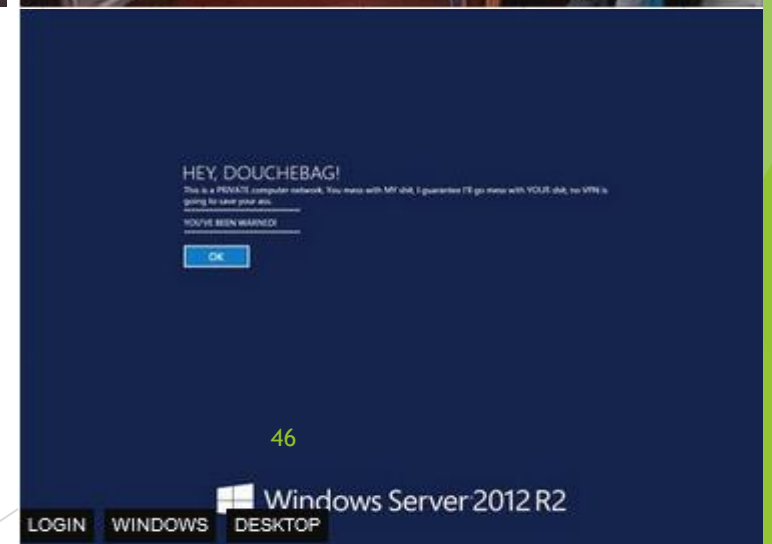 HEY, DOUCHEBAG!
This is a PRIVATE computer network, You mess with MY shit, I guarantee I'll go mess with YOUR shit, no VPN is
going to save your ass.
YOU'VE BEEN WARNED!
OK
46
Windows Server 2012 R2
LOGIN WINDOWS DESKTOP